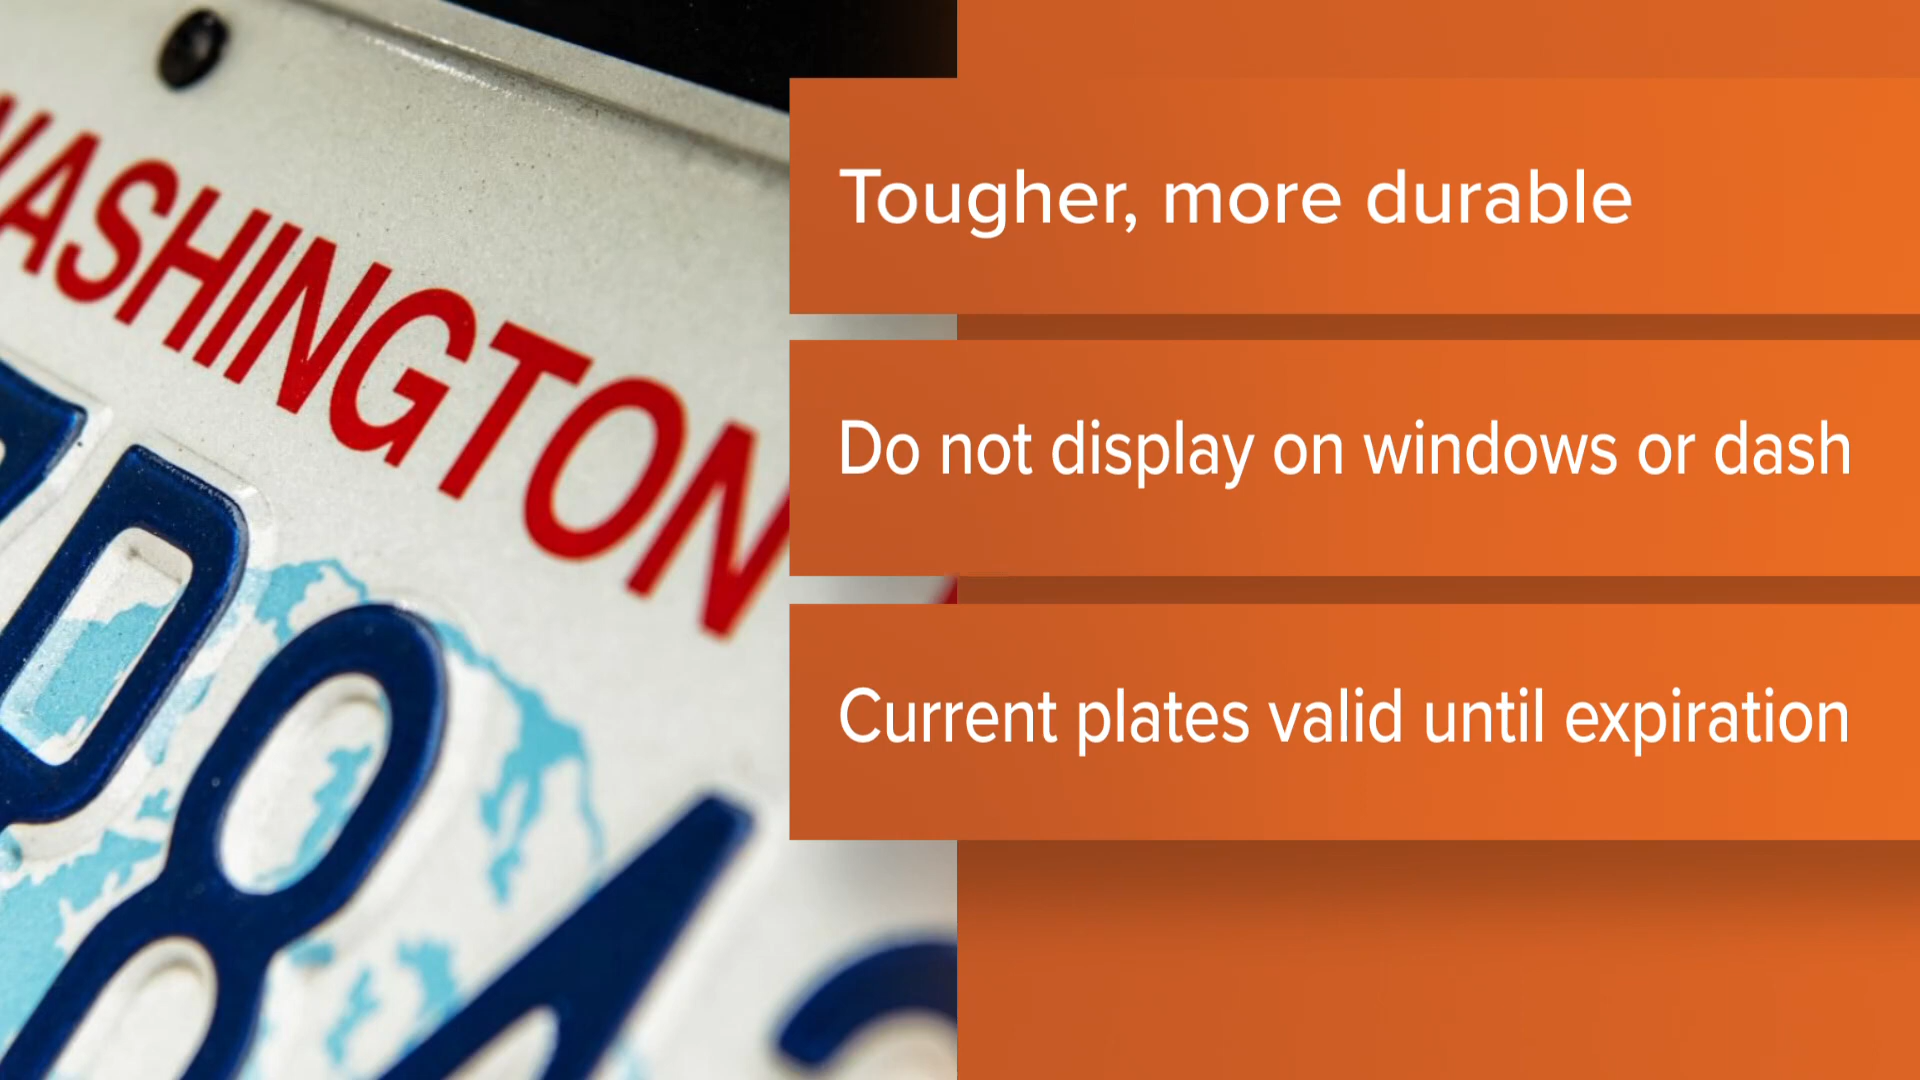 WASHINGTON
Tougher, more durable
Do not display on windows or dash
Current plates valid until expiration